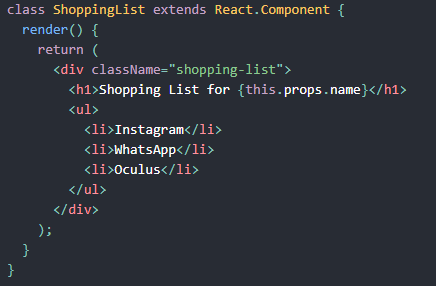 class ShoppingList extends React.Component {
  render() {
    return (
      <div className="shopping-list">
        <h1>Shopping List for {this.props.name}</h1>
        <ul>
          <li>Instagram</li>
          <li>WhatsApp</li>
          <li>Oculus</li>
        </ul>
      </div>
    );
  }
}